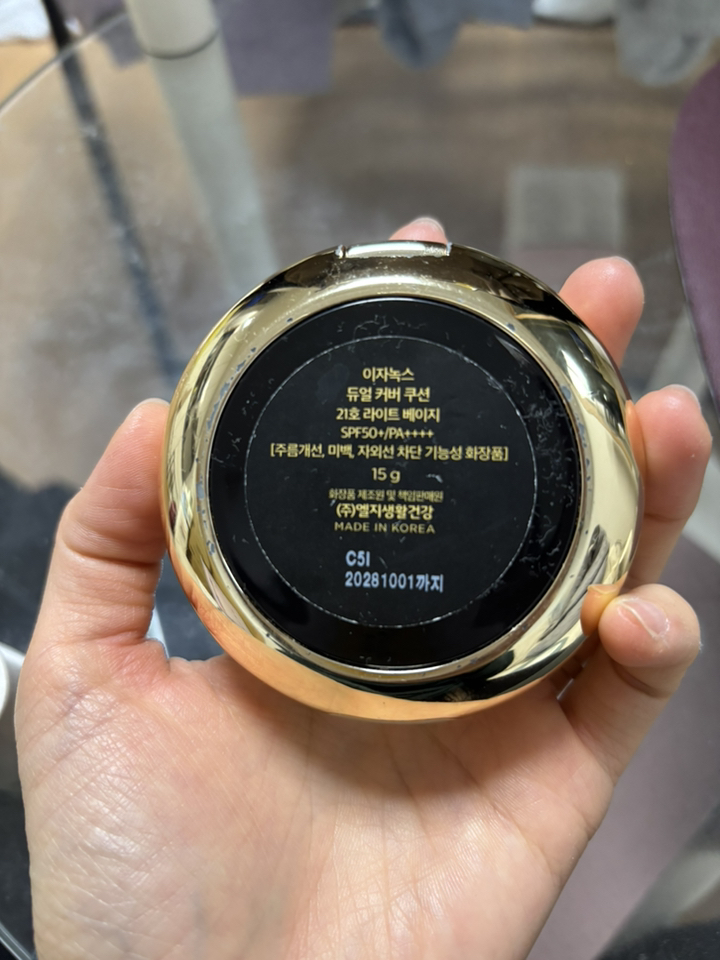 이자녹스
듀얼 커버 쿠션
21호 라이트 베이지
SPF50+/PA++++
[주름개선, 미백, 자외선 차단 기능성 화장품]
15 g
화장품 제조원 및 책임판매원
(주)엘지생활건강
MADE IN KOREA
C5I
20281001까지